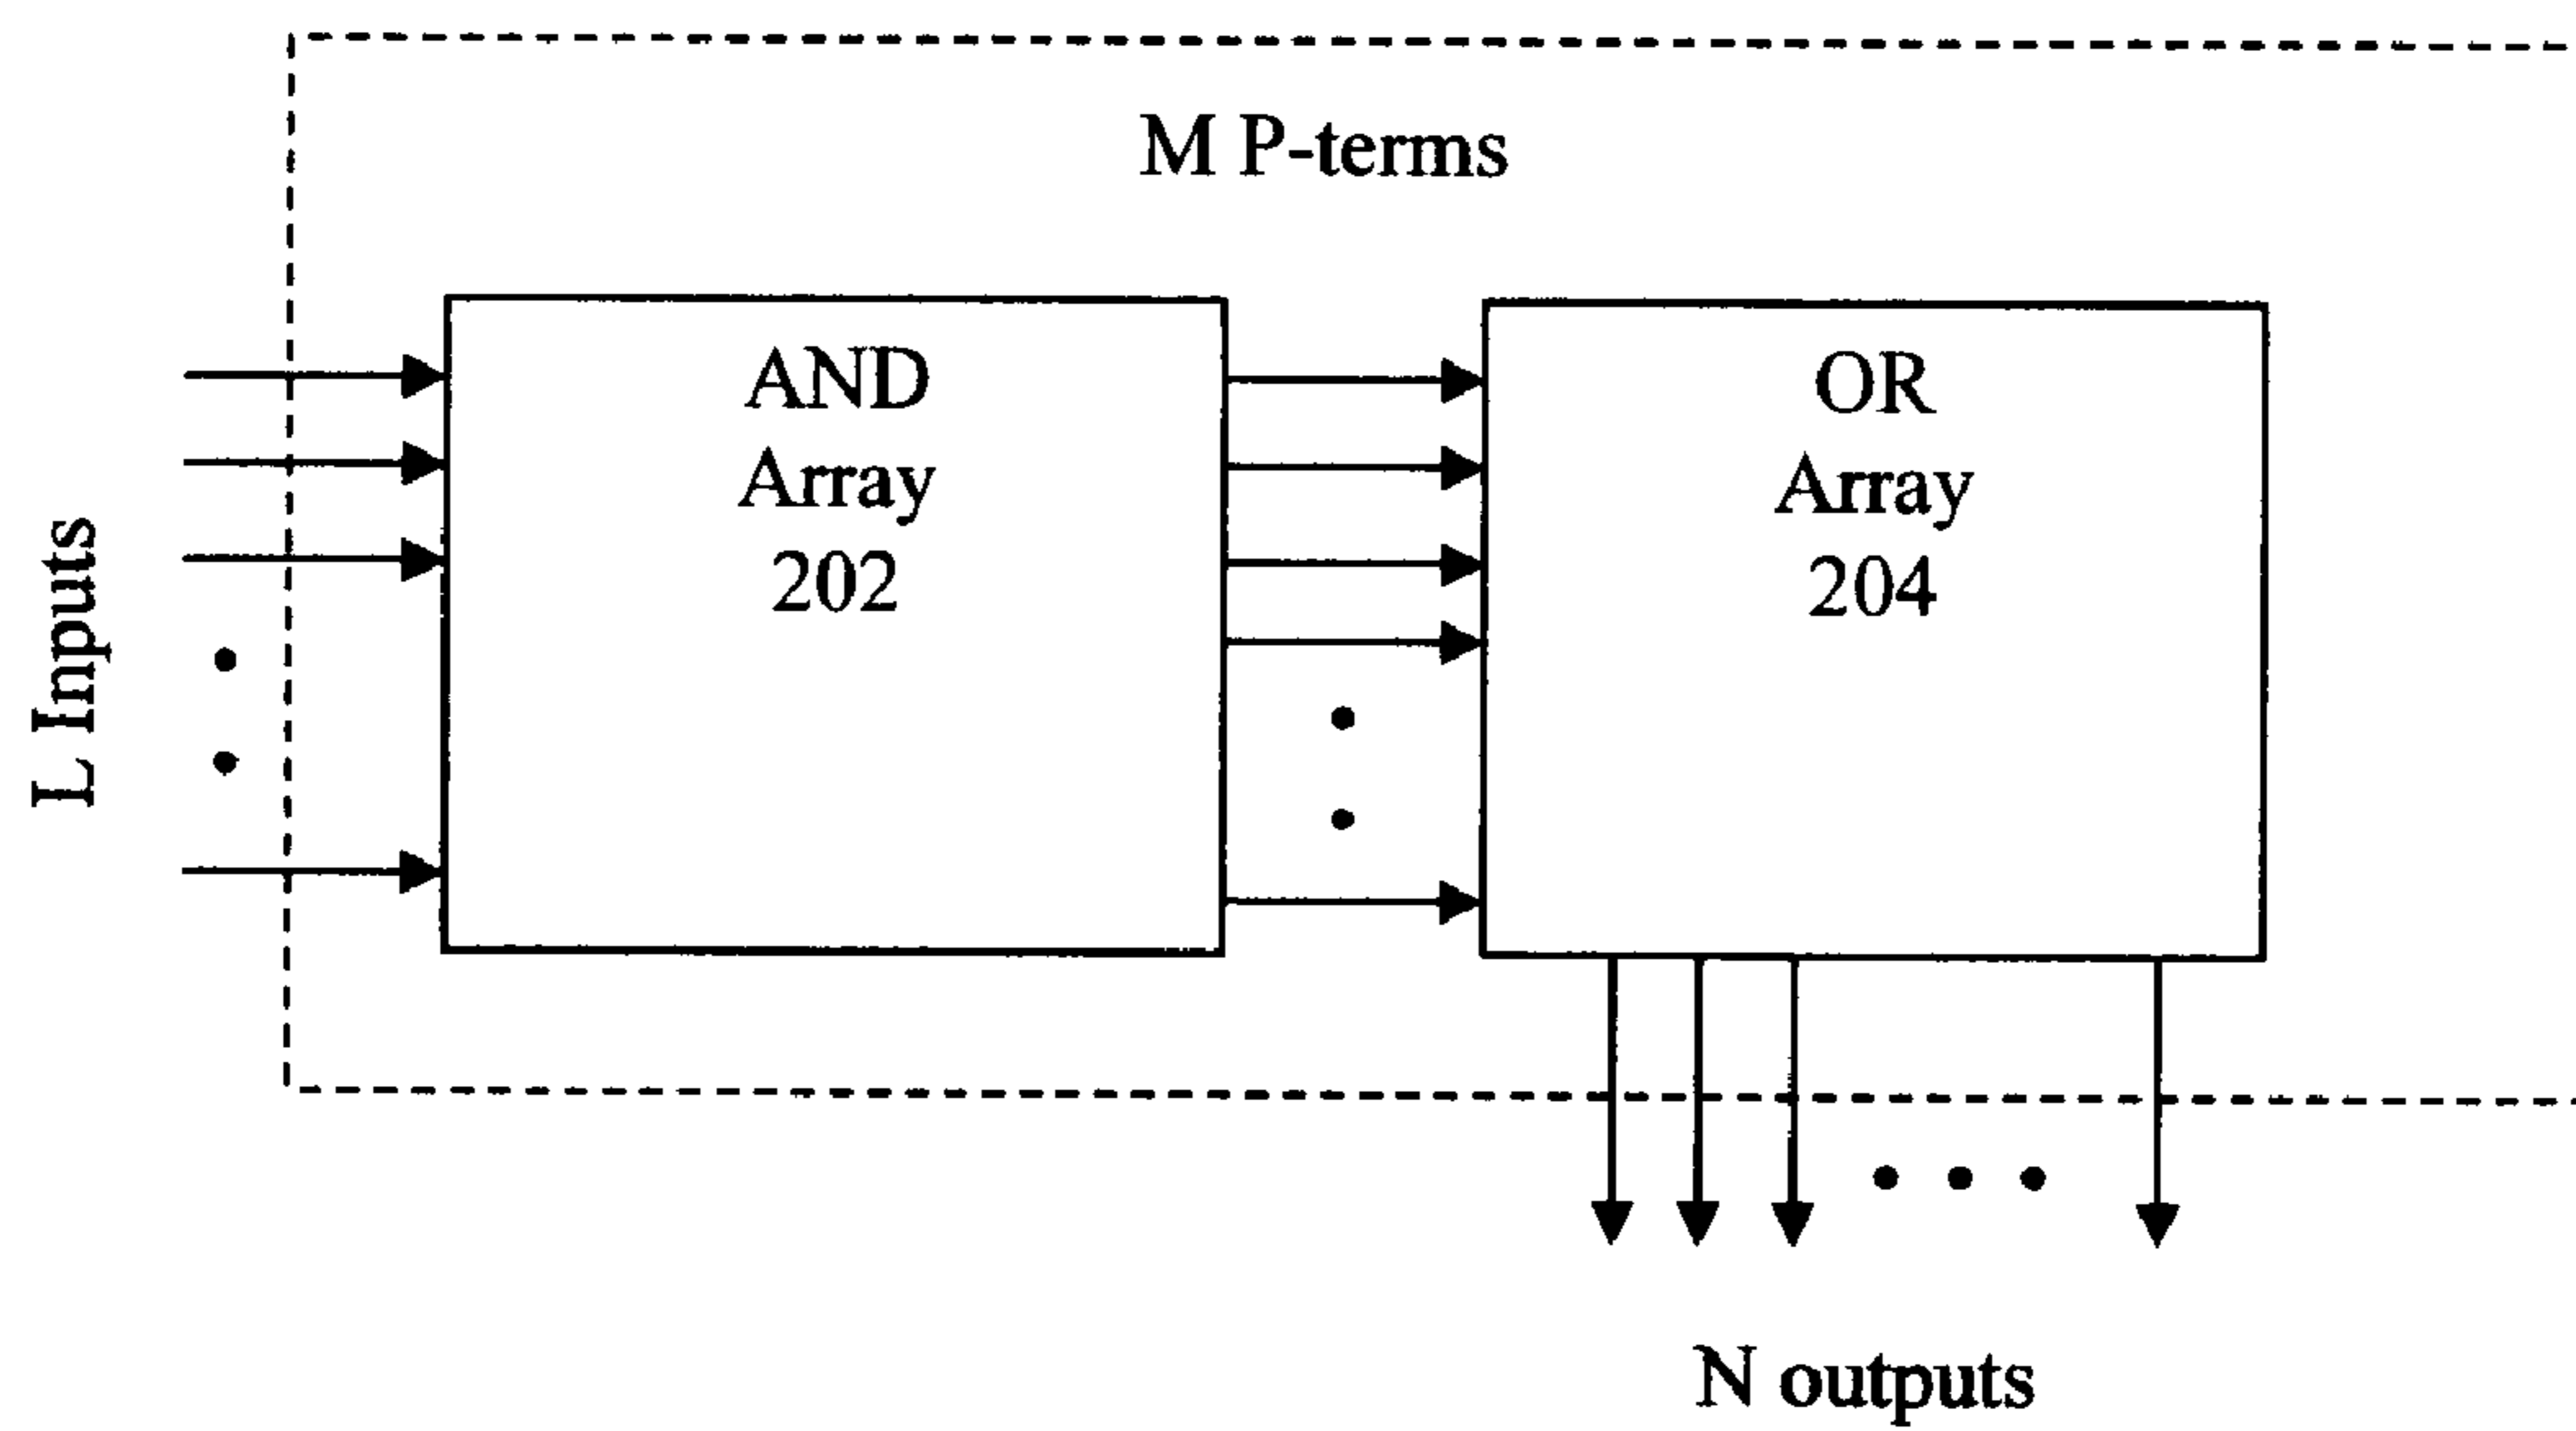 M P-terms
L Inputs
AND
Array
202
OR
Array
204
N outputs